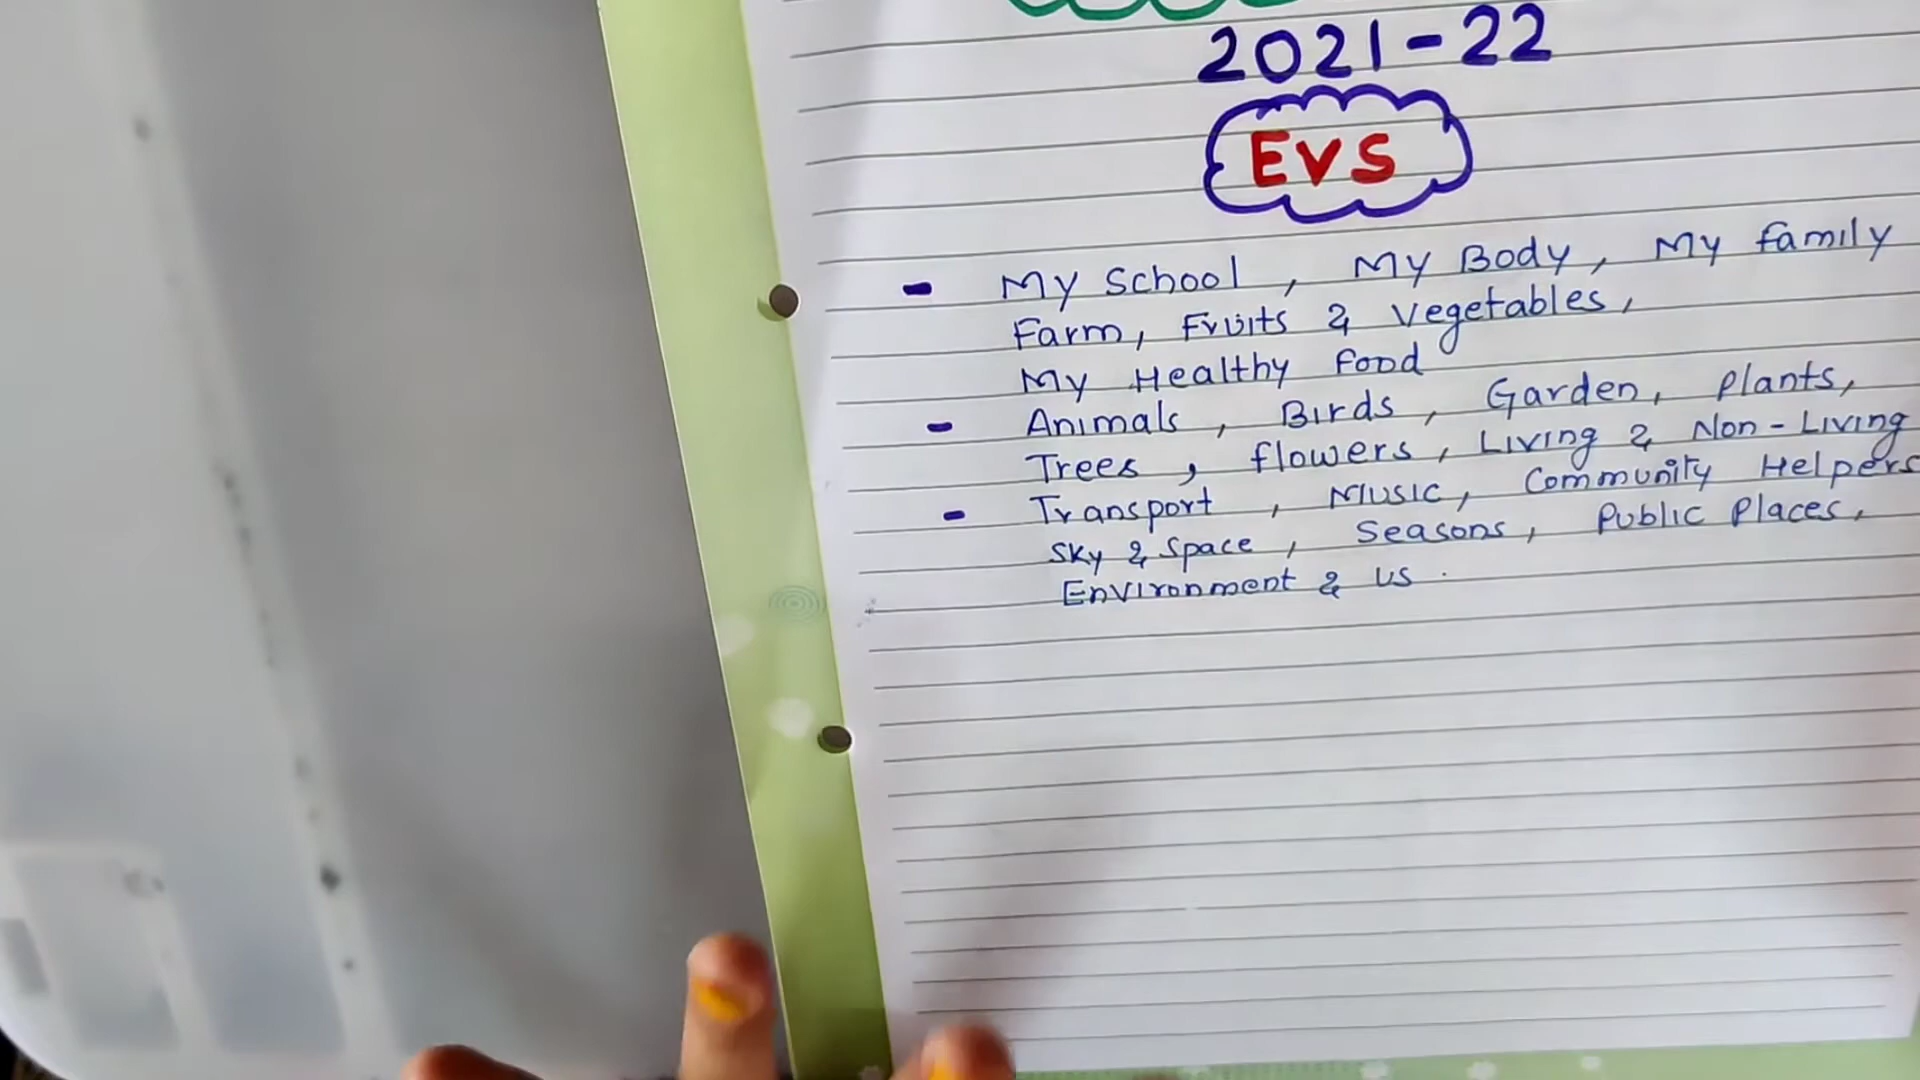 2021-22
EVS
- My School, My Body, My family
Farm, Fruits & Vegetables,
My Healthy Food
- Animals, Birds, Garden, Plants,
Trees, flowers, Living & Non-Living
- Transport, Music, Community Helpers
Sky & Space, Seasons, Public Places,
Environment & Us.